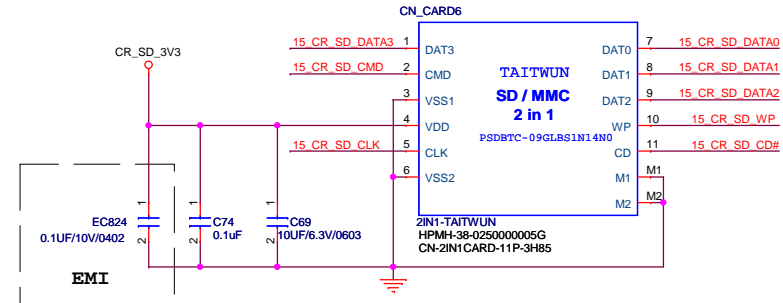 CN_CARD6
CR_SD_3V3
15_CR_SD_DATA3 1 DAT3 DAT0 7 15_CR_SD_DATA0
15_CR_SD_CMD 2 CMD TAITWUN DAT1 8 15_CR_SD_DATA1
3 VSS1 SD / MMC DAT2 9 15_CR_SD_DATA2
4 VDD 2 in 1 WP 10 15_CR_SD_WP
PSDBTC-09GLBS1N14N0
15_CR_SD_CLK 5 CLK CD 11 15_CR_SD_CD#
6 VSS2 M1 M1
M2 M2
1 1 1
EC824 C74 C69 2IN1-TAITWUN
0.1UF/10V/0402 0.1uF 10UF/6.3V/0603 HPMH-38-0250000005G
2 2 2 CN-2IN1CARD-11P-3H85
EMI